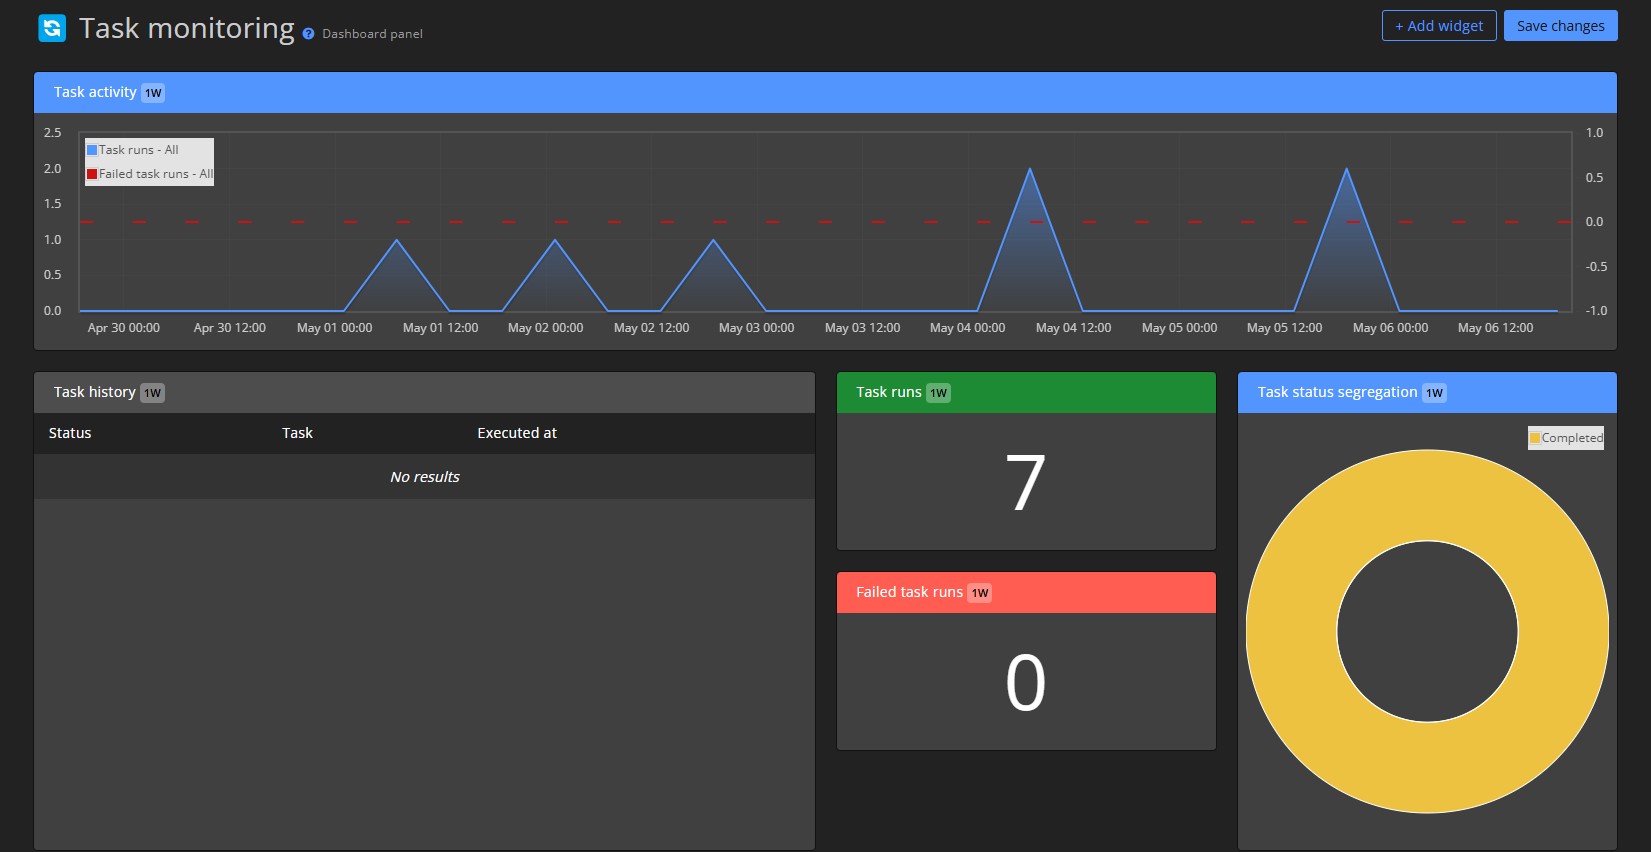 Task monitoring ? Dashboard panel
+ Add widget
Save changes
Task activity 1W
2.5
2.0
1.5
1.0
0.5
0.0
Task runs - All
Failed task runs - All
1.0
0.5
0.0
-0.5
-1.0
Apr 30 00:00 Apr 30 12:00 May 01 00:00 May 01 12:00 May 02 00:00 May 02 12:00 May 03 00:00 May 03 12:00 May 04 00:00 May 04 12:00 May 05 00:00 May 05 12:00 May 06 00:00 May 06 12:00
Task history 1W
Status Task Executed at
No results
Task runs 1W
7
Failed task runs 1W
0
Task status segregation 1W
Completed